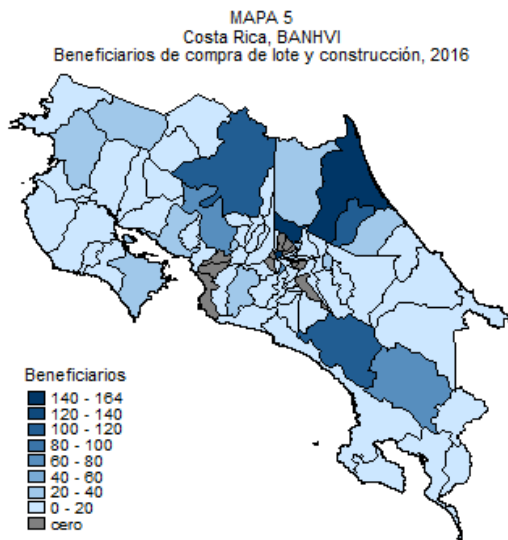 MAPA 5
Costa Rica, BANHVI
Beneficiarios de compra de lote y construcción, 2016
Beneficiarios
140 - 164
120 - 140
100 - 120
80 - 100
60 - 80
40 - 60
20 - 40
0 - 20
cero